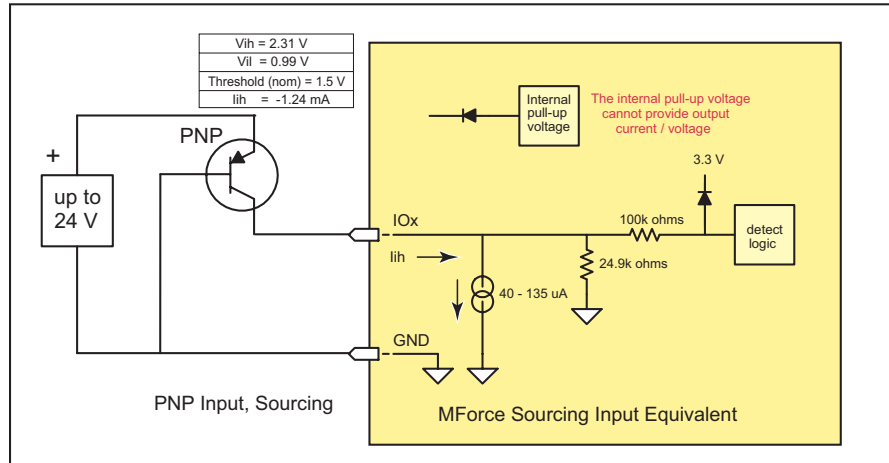 Vih = 2.31 V
Vil = 0.99 V
Threshold (nom) = 1.5 V
Iih = -1.24 mA
PNP
+
up to
24 V
Internal
pull-up
voltage
The internal pull-up voltage
cannot provide output
current / voltage
3.3 V
IOx
100k ohms
detect
logic
Iih
24.9k ohms
40 - 135 uA
GND
PNP Input, Sourcing
MForce Sourcing Input Equivalent